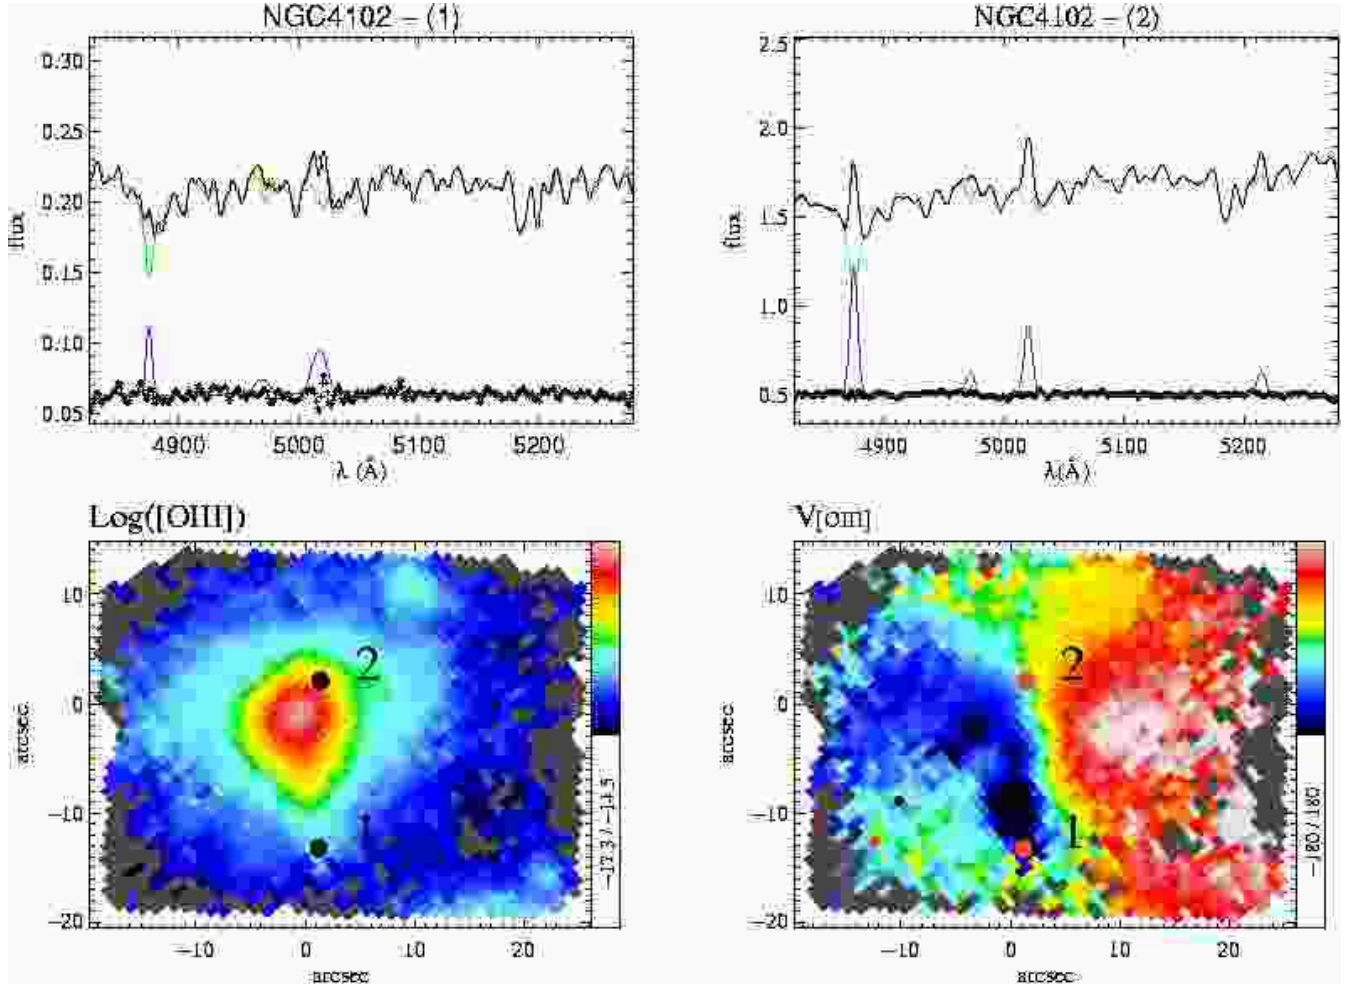 NGC4102 – (1)
NGC4102 – (2)
0.30
0.25
0.20
0.15
0.10
0.05
flux
4900 5000 5100 5200
λ (Å)
2.5
2.0
1.5
1.0
0.5
flux
4900 5000 5100 5200
λ(Å)
Log([OIII])
10
0
−10
−20
arcsec
2
1
−10 0 10 20
arcsec
−17.3 / −14.5
V[OIII]
10
0
−10
−20
arcsec
2
1
−10 0 10 20
arcsec
−180/180